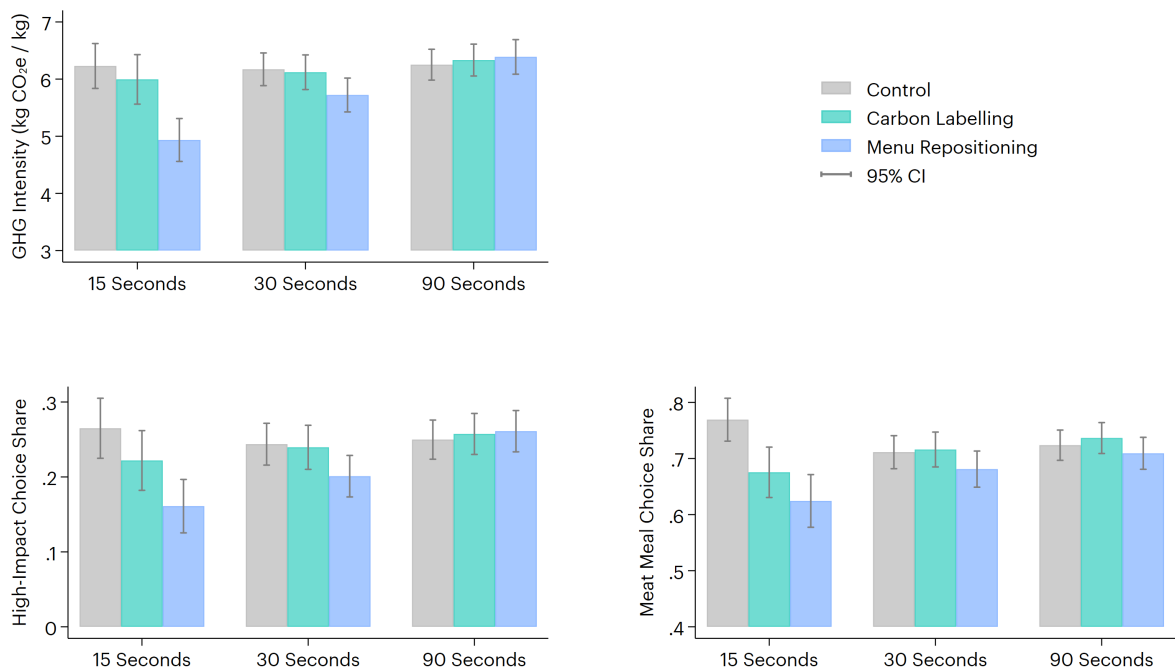 GHG Intensity (kg CO₂e / kg)
7
6
5
4
3
15 Seconds
30 Seconds
90 Seconds
Control
Carbon Labelling
Menu Repositioning
95% CI
High-Impact Choice Share
.3
.2
.1
0
15 Seconds
30 Seconds
90 Seconds
Meat Meal Choice Share
.8
.7
.6
.5
.4
15 Seconds
30 Seconds
90 Seconds